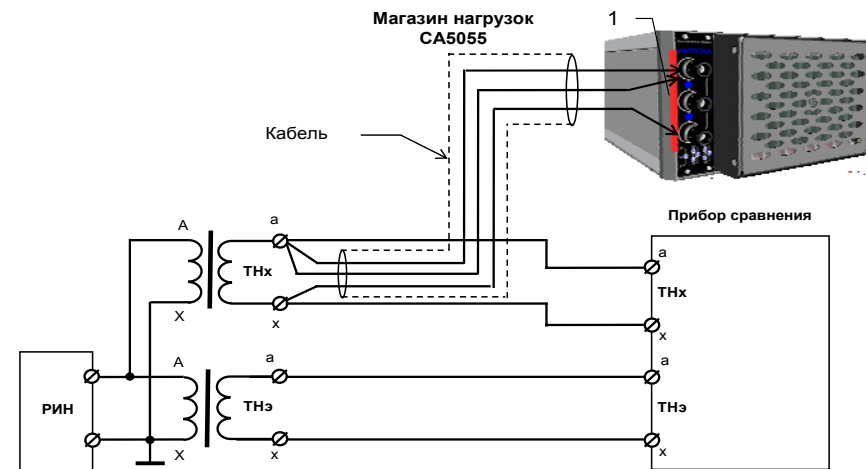 Магазин нагрузок
СА5055
1
Кабель
Прибор сравнения
А
а
ТНх
Х
х
а
ТНх
х
А
а
ТНэ
Х
х
а
ТНэ
х
РИН